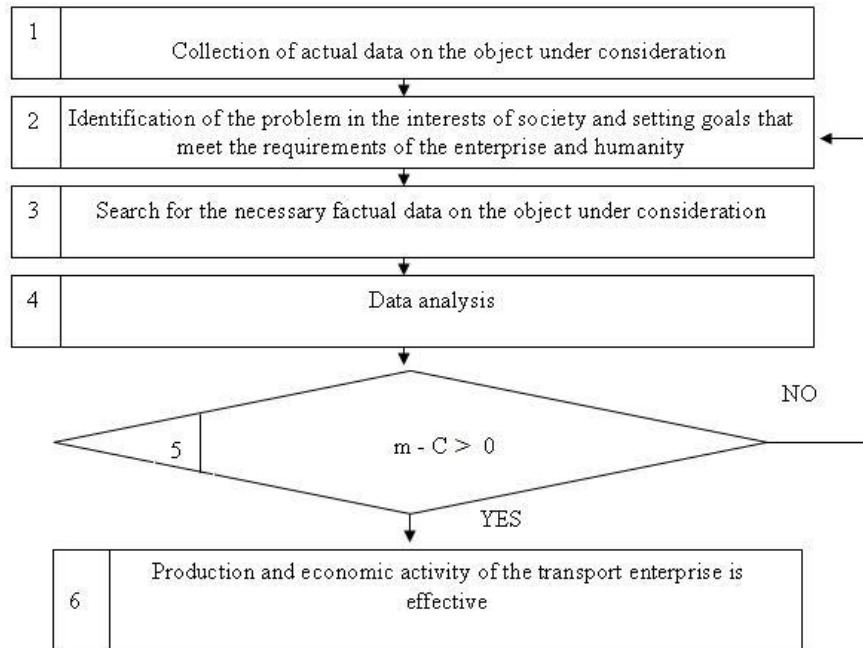 1
Collection of actual data on the object under consideration
2
Identification of the problem in the interests of society and setting goals that
meet the requirements of the enterprise and humanity
3
Search for the necessary factual data on the object under consideration
4
Data analysis
NO
5
m - C > 0
YES
6
Production and economic activity of the transport enterprise is
effective